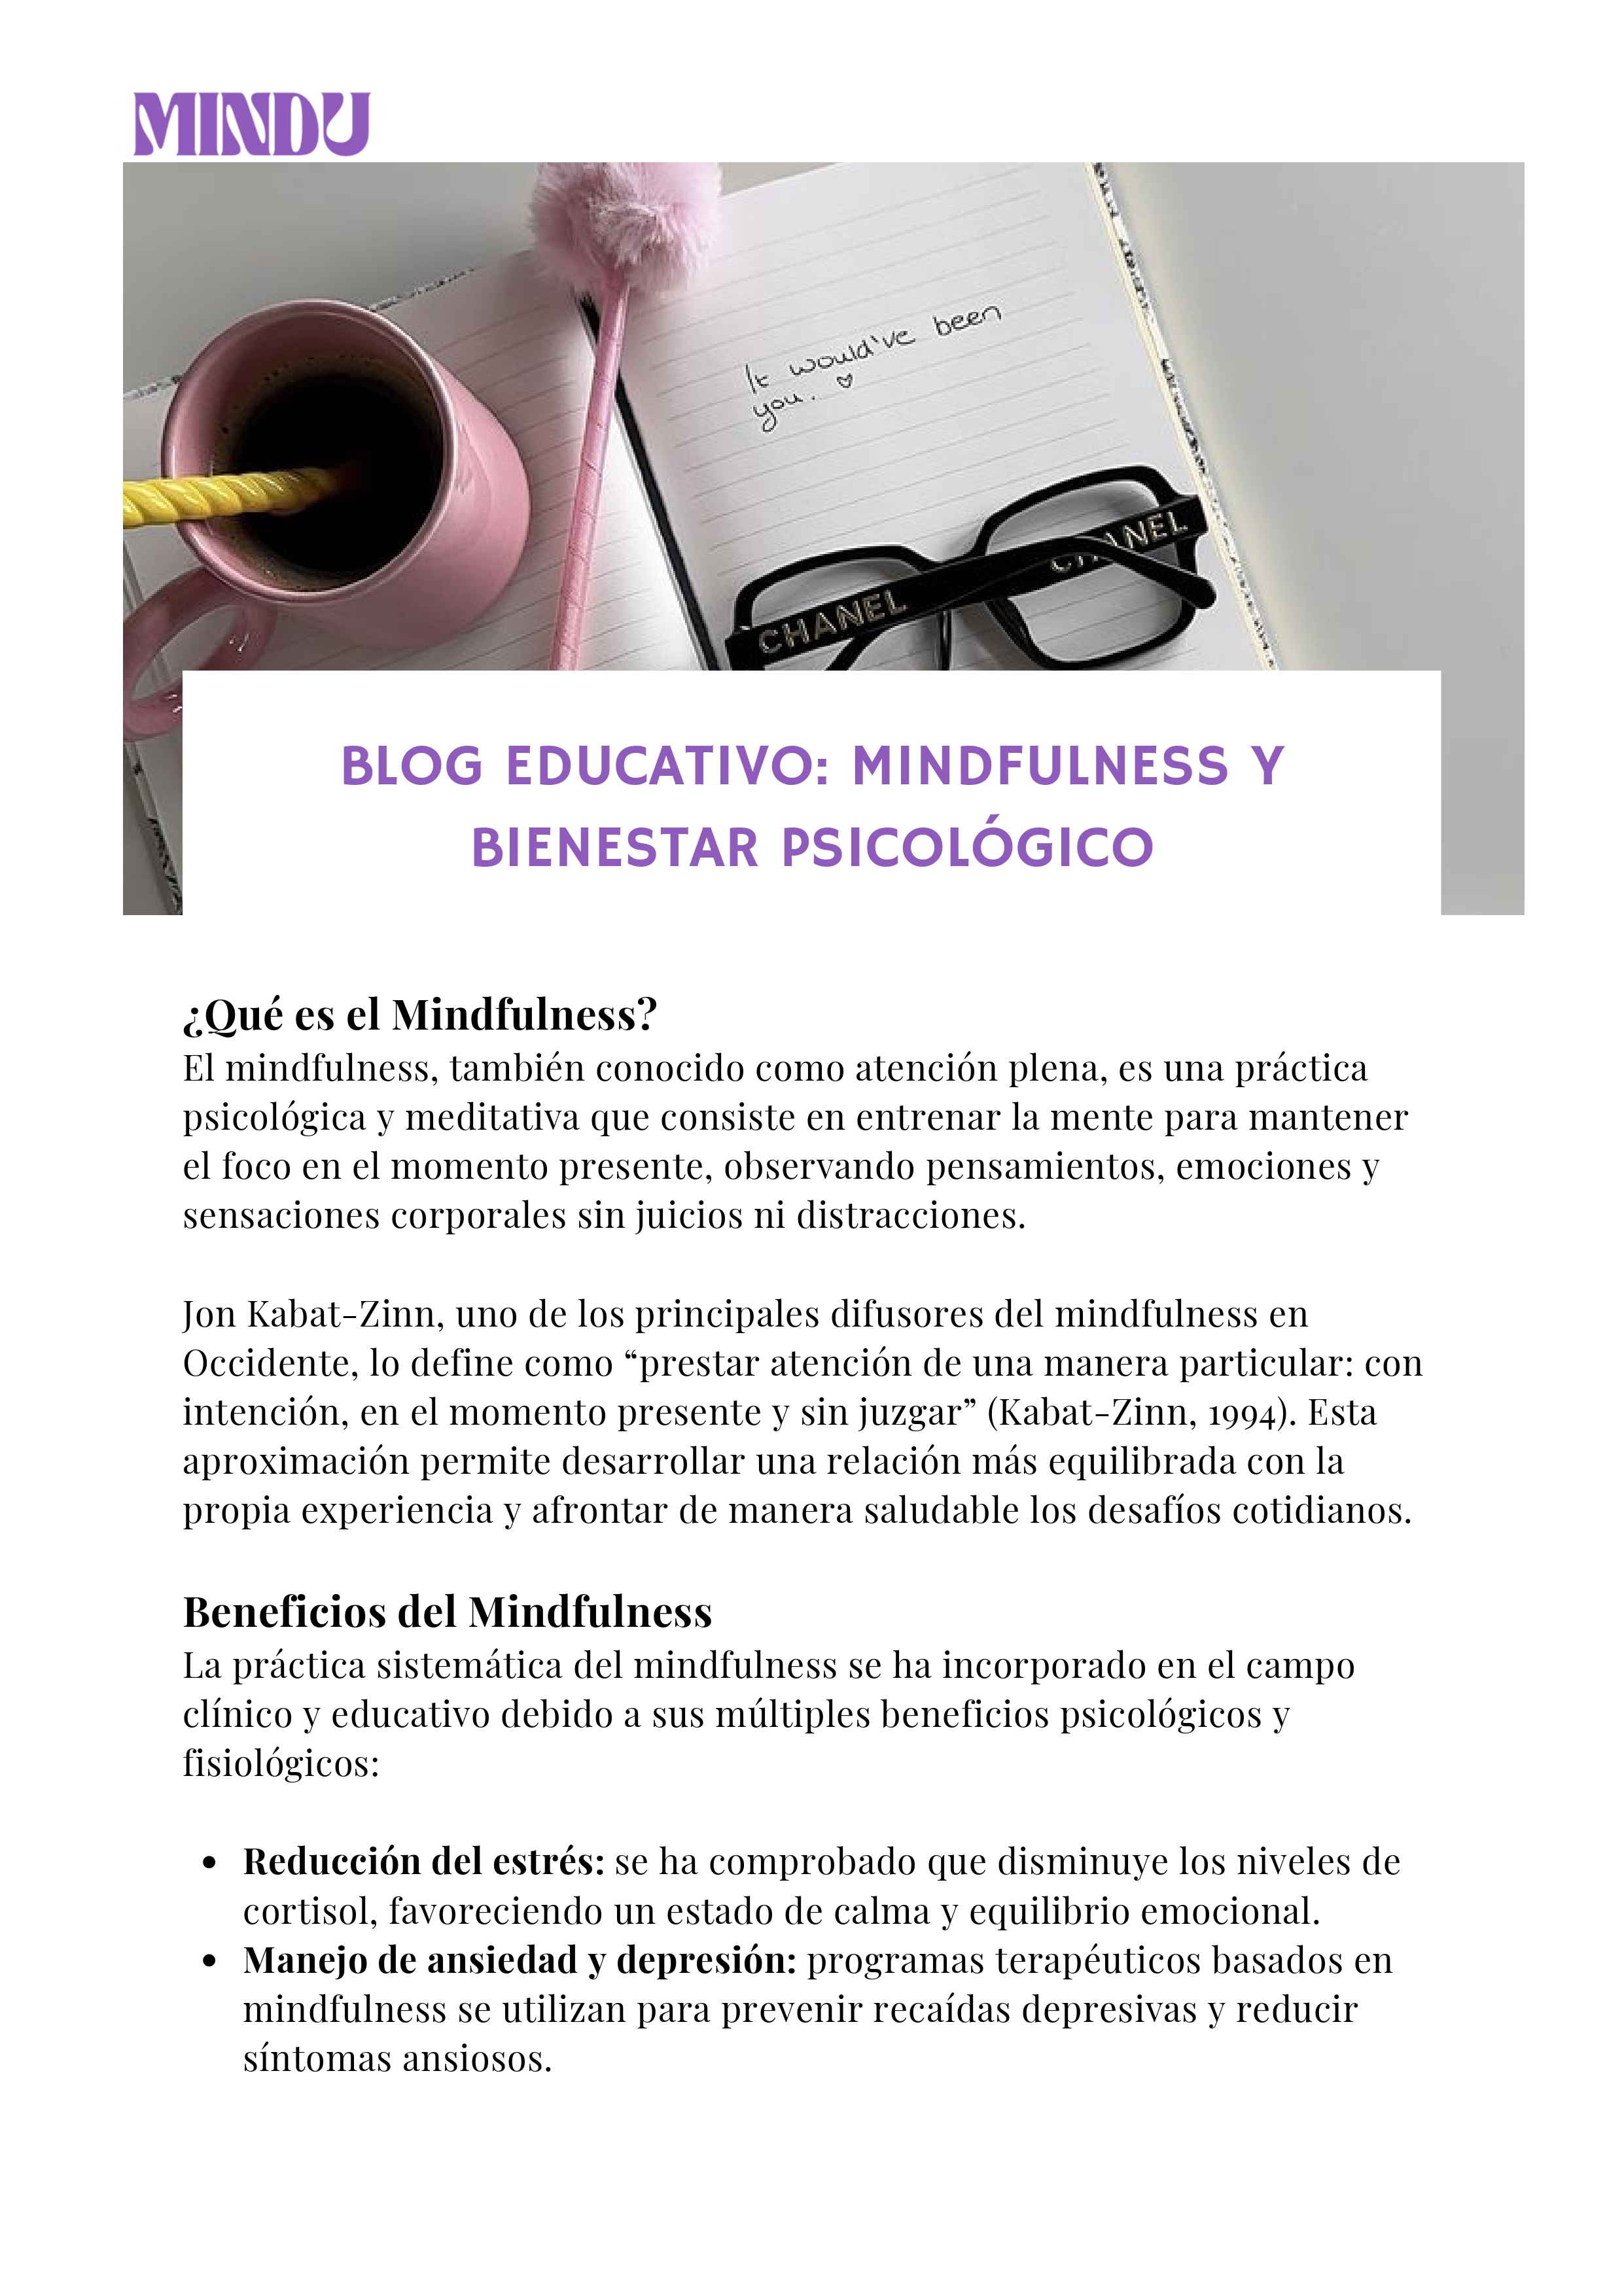 MINDU
It would've been
you. ♡
CHANEL
CHANEL
BLOG EDUCATIVO: MINDFULNESS Y
BIENESTAR PSICOLÓGICO
¿Qué es el Mindfulness?
El mindfulness, también conocido como atención plena, es una práctica
psicológica y meditativa que consiste en entrenar la mente para mantener
el foco en el momento presente, observando pensamientos, emociones y
sensaciones corporales sin juicios ni distracciones.
Jon Kabat-Zinn, uno de los principales difusores del mindfulness en
Occidente, lo define como “prestar atención de una manera particular: con
intención, en el momento presente y sin juzgar” (Kabat-Zinn, 1994). Esta
aproximación permite desarrollar una relación más equilibrada con la
propia experiencia y afrontar de manera saludable los desafíos cotidianos.
Beneficios del Mindfulness
La práctica sistemática del mindfulness se ha incorporado en el campo
clínico y educativo debido a sus múltiples beneficios psicológicos y
fisiológicos:
• Reducción del estrés: se ha comprobado que disminuye los niveles de
cortisol, favoreciendo un estado de calma y equilibrio emocional.
• Manejo de ansiedad y depresión: programas terapéuticos basados en
mindfulness se utilizan para prevenir recaídas depresivas y reducir
síntomas ansiosos.